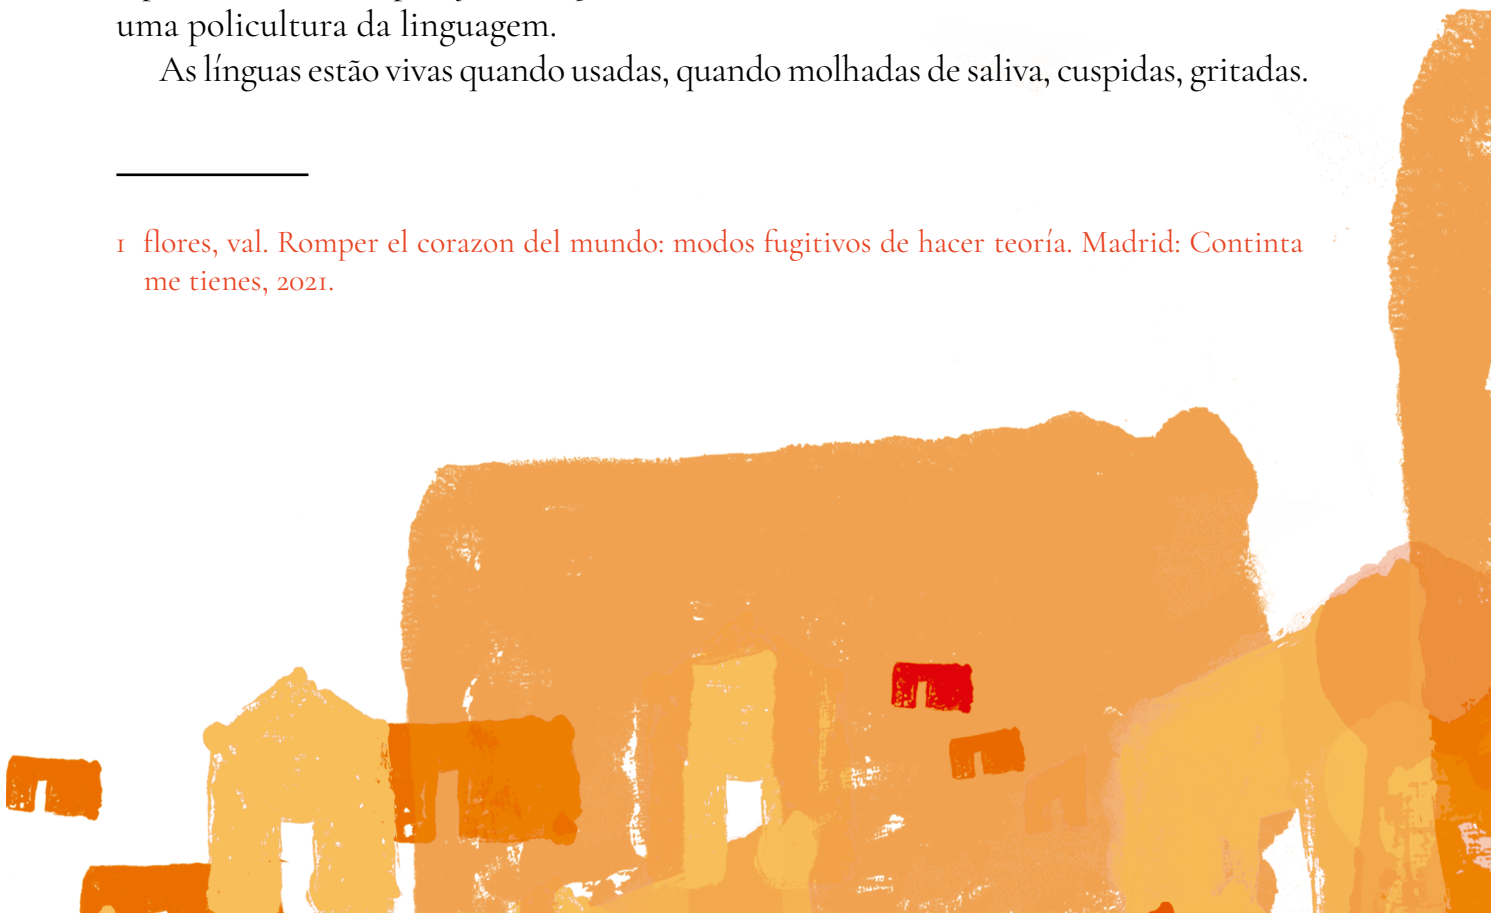 uma policultura da linguagem.
As línguas estão vivas quando usadas, quando molhadas de saliva, cuspidas, gritadas.
1 flores, val. Romper el corazon del mundo: modos fugitivos de hacer teoría. Madrid: Continta
me tienes, 2021.